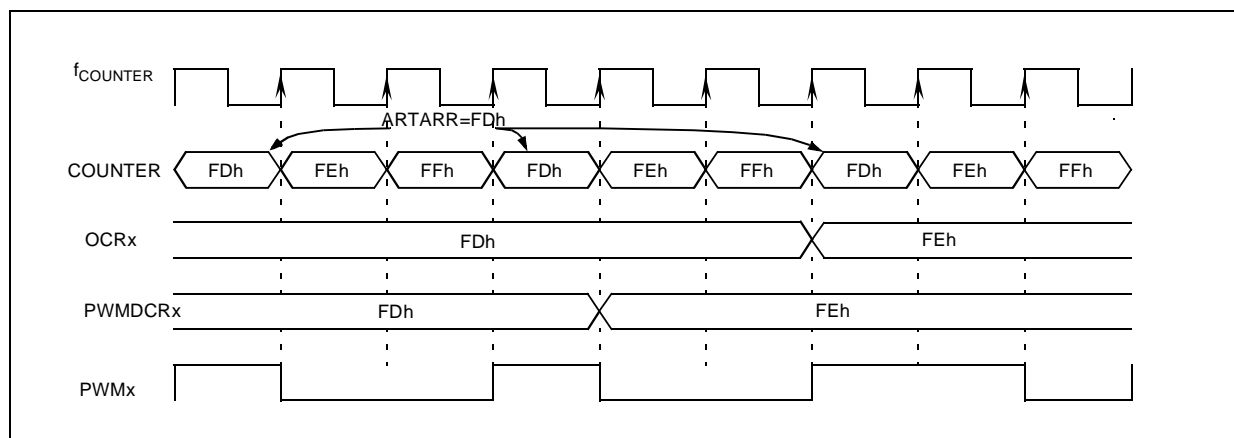 fCOUNTER
ARTARR=FDh
COUNTER FDh FEh FFh FDh FEh FFh FDh FEh FFh
OCRx FDh FEh
PWMDCRx FDh FEh
PWMx